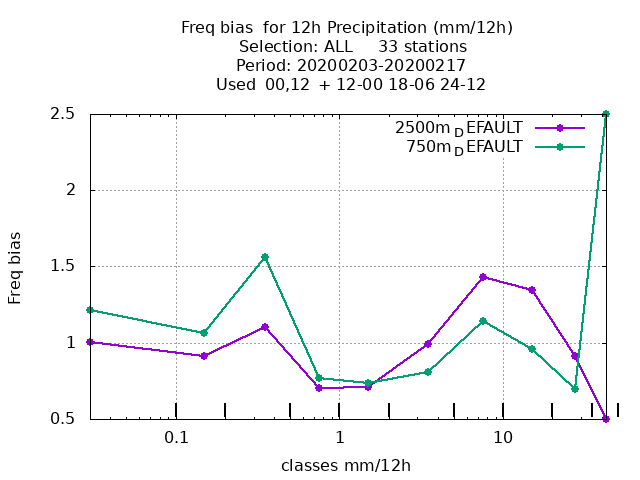 Freq bias  for 12h Precipitation (mm/12h)
Selection: ALL     33 stations
Period: 20200203-20200217
Used  00,12  + 12-00 18-06 24-12
2500m_DEFAULT
750m_DEFAULT
2.5
2
1.5
1
0.5
Freq bias
0.1 1 10
classes mm/12h